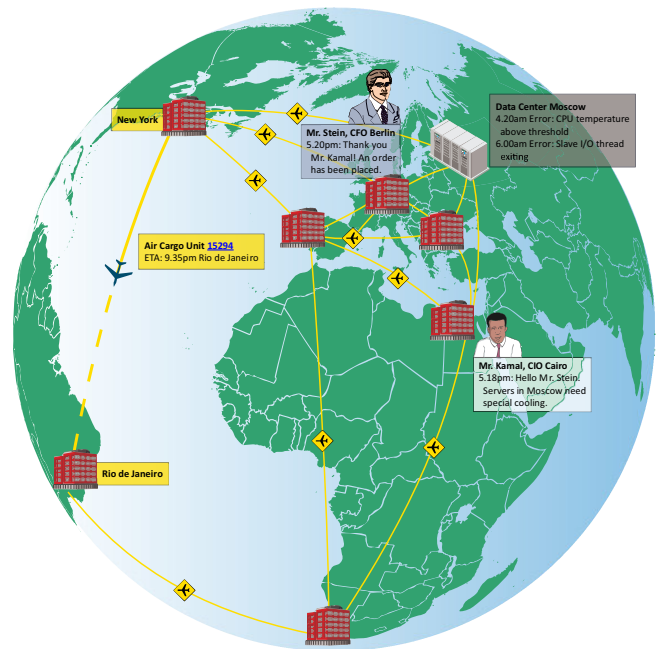 New York
Mr. Stein, CFO Berlin
5.20pm: Thank you
Mr. Kamal! An order
has been placed.
Data Center Moscow
4.20am Error: CPU temperature
above threshold
6.00am Error: Slave I/O thread
exiting
Air Cargo Unit 15294
ETA: 9.35pm Rio de Janeiro
Mr. Kamal, CIO Cairo
5.18pm: Hello Mr. Stein!
Servers in Moscow need
special cooling.
Rio de Janeiro